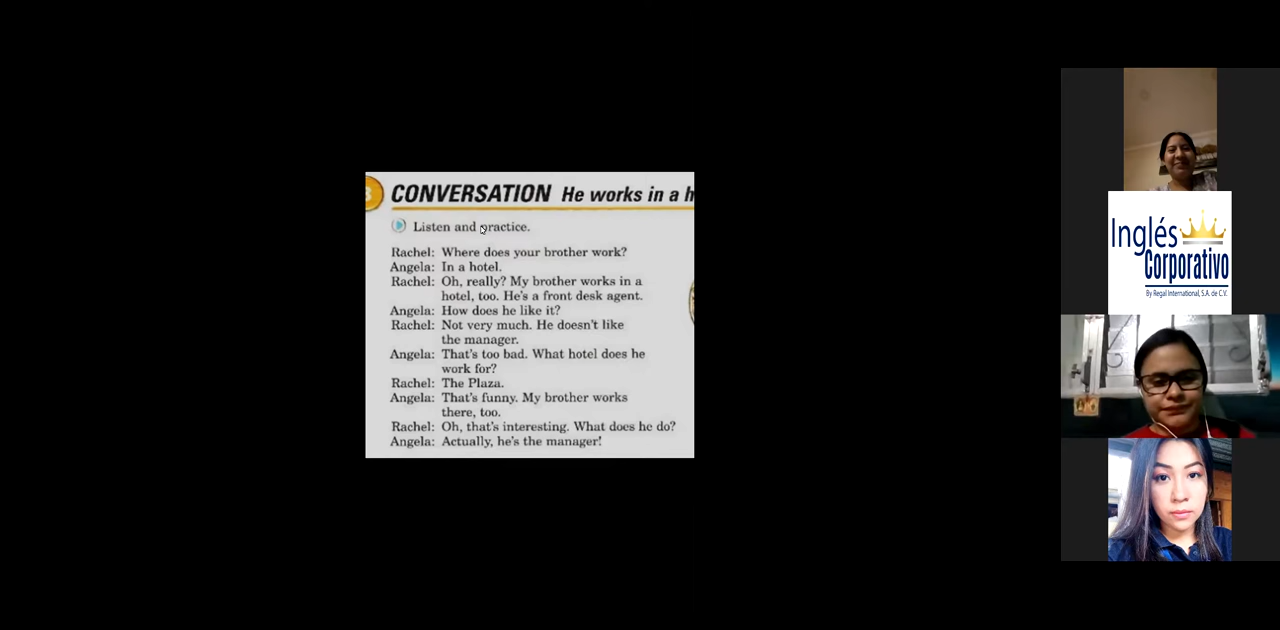 CONVERSATION He works in a h
Listen and practice.
Rachel: Where does your brother work?
Angela: In a hotel.
Rachel: Oh, really? My brother works in a
hotel, too. He's a front desk agent.
Angela: How does he like it?
Rachel: Not very much. He doesn't like
the manager.
Angela: That's too bad. What hotel does he
work for?
Rachel: The Plaza.
Angela: That's funny. My brother works
there, too.
Rachel: Oh, that's interesting. What does he do?
Angela: Actually, he's the manager!
Inglés
Corporativo
By Regal International, S.A. de C.V.